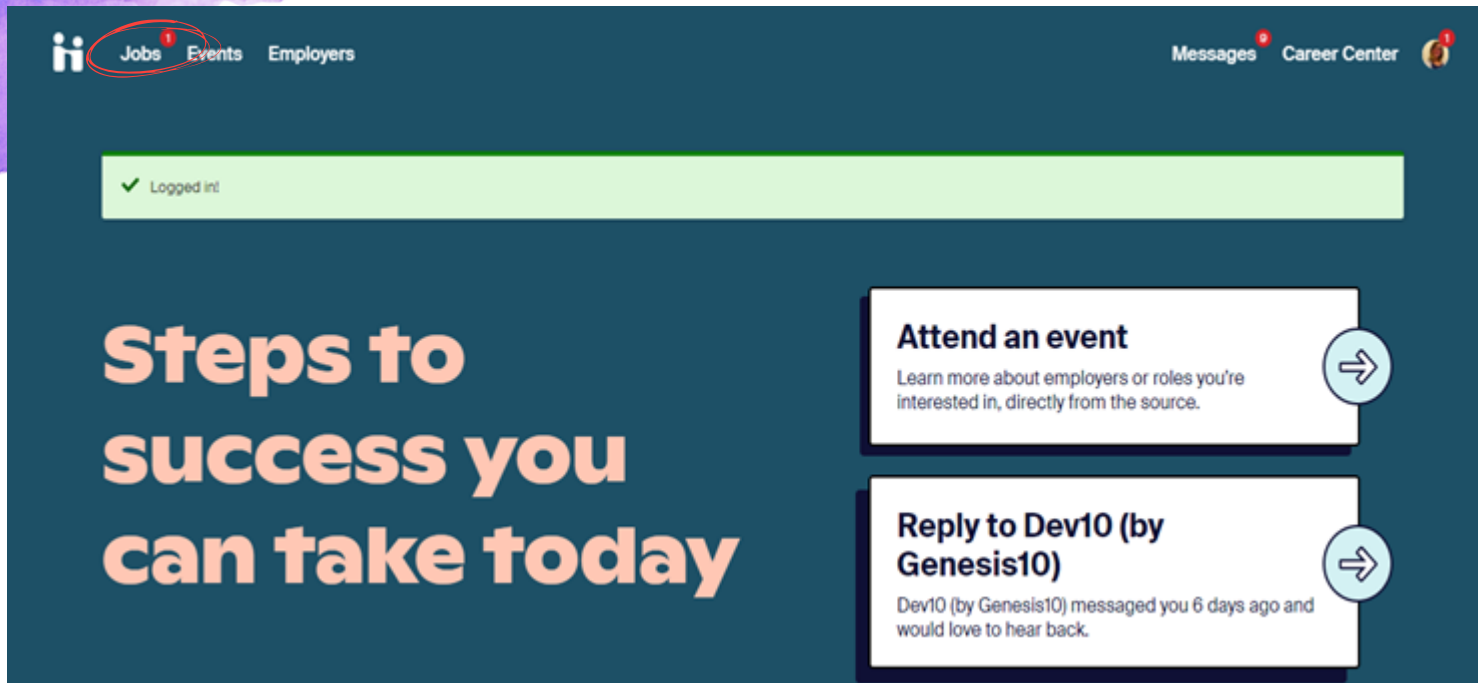 Jobs 1 Events Employers
Messages 9 Career Center 1
Logged in!
Steps to
success you
can take today
Attend an event
Learn more about employers or roles you're
interested in, directly from the source.
Reply to Dev10 (by
Genesis10)
Dev10 (by Genesis10) messaged you 6 days ago and
would love to hear back.